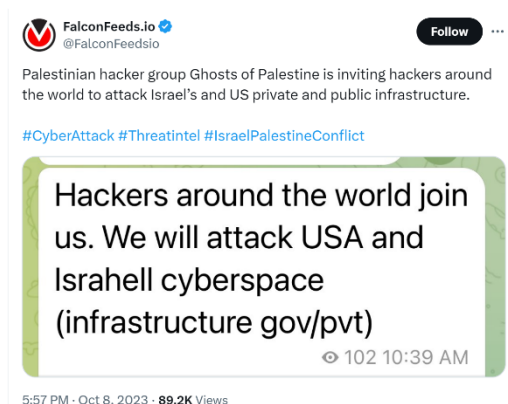 FalconFeeds.io
Follow
...
@FalconFeedsio
Palestinian hacker group Ghosts of Palestine is inviting hackers around
the world to attack Israel's and US private and public infrastructure.
#CyberAttack #Threatintel #IsraelPalestineConflict
Hackers around the world join
us. We will attack USA and
Israhell cyberspace
(infrastructure gov/pvt)
102 10:39 AM
5:57 PM · Oct 8, 2023 · 89.2K Views